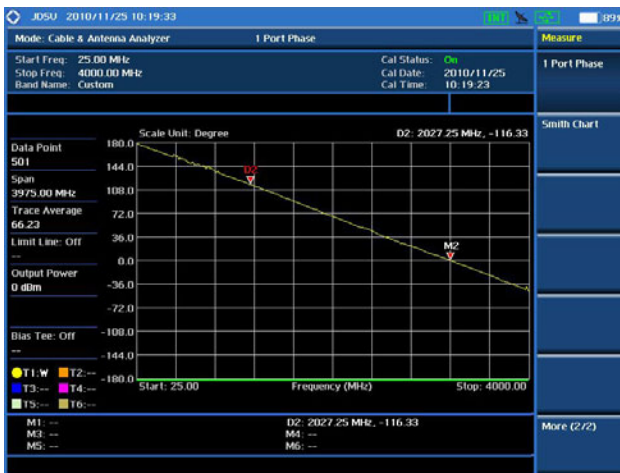 JDSU 2010/11/25 10:19:33
INT
89%
Mode: Cable & Antenna Analyzer 1 Port Phase
Measure
Start Freq: 25.00 MHz Cal Status: On
Stop Freq: 4000.00 MHz Cal Date: 2010/11/25
Band Name: Custom Cal Time: 10:19:23
1 Port Phase
Smith Chart
Scale Unit: Degree D2: 2027.25 MHz, -116.33
Data Point
501
Span
3975.00 MHz
Trace Average
66.23
Limit Line: Off
--
Output Power
0 dBm
Bias Tee: Off
--
T1:W T2:--
T3:-- T4:--
T5:-- T6:--
180.0
144.0
108.0
72.0
36.0
0.0
-36.0
-72.0
-108.0
-144.0
-180.0
D2
M2
Start: 25.00 Frequency (MHz) Stop: 4000.00
M1: -- D2: 2027.25 MHz, -116.33
M3: -- M4: --
M5: -- M6: --
More (2/2)